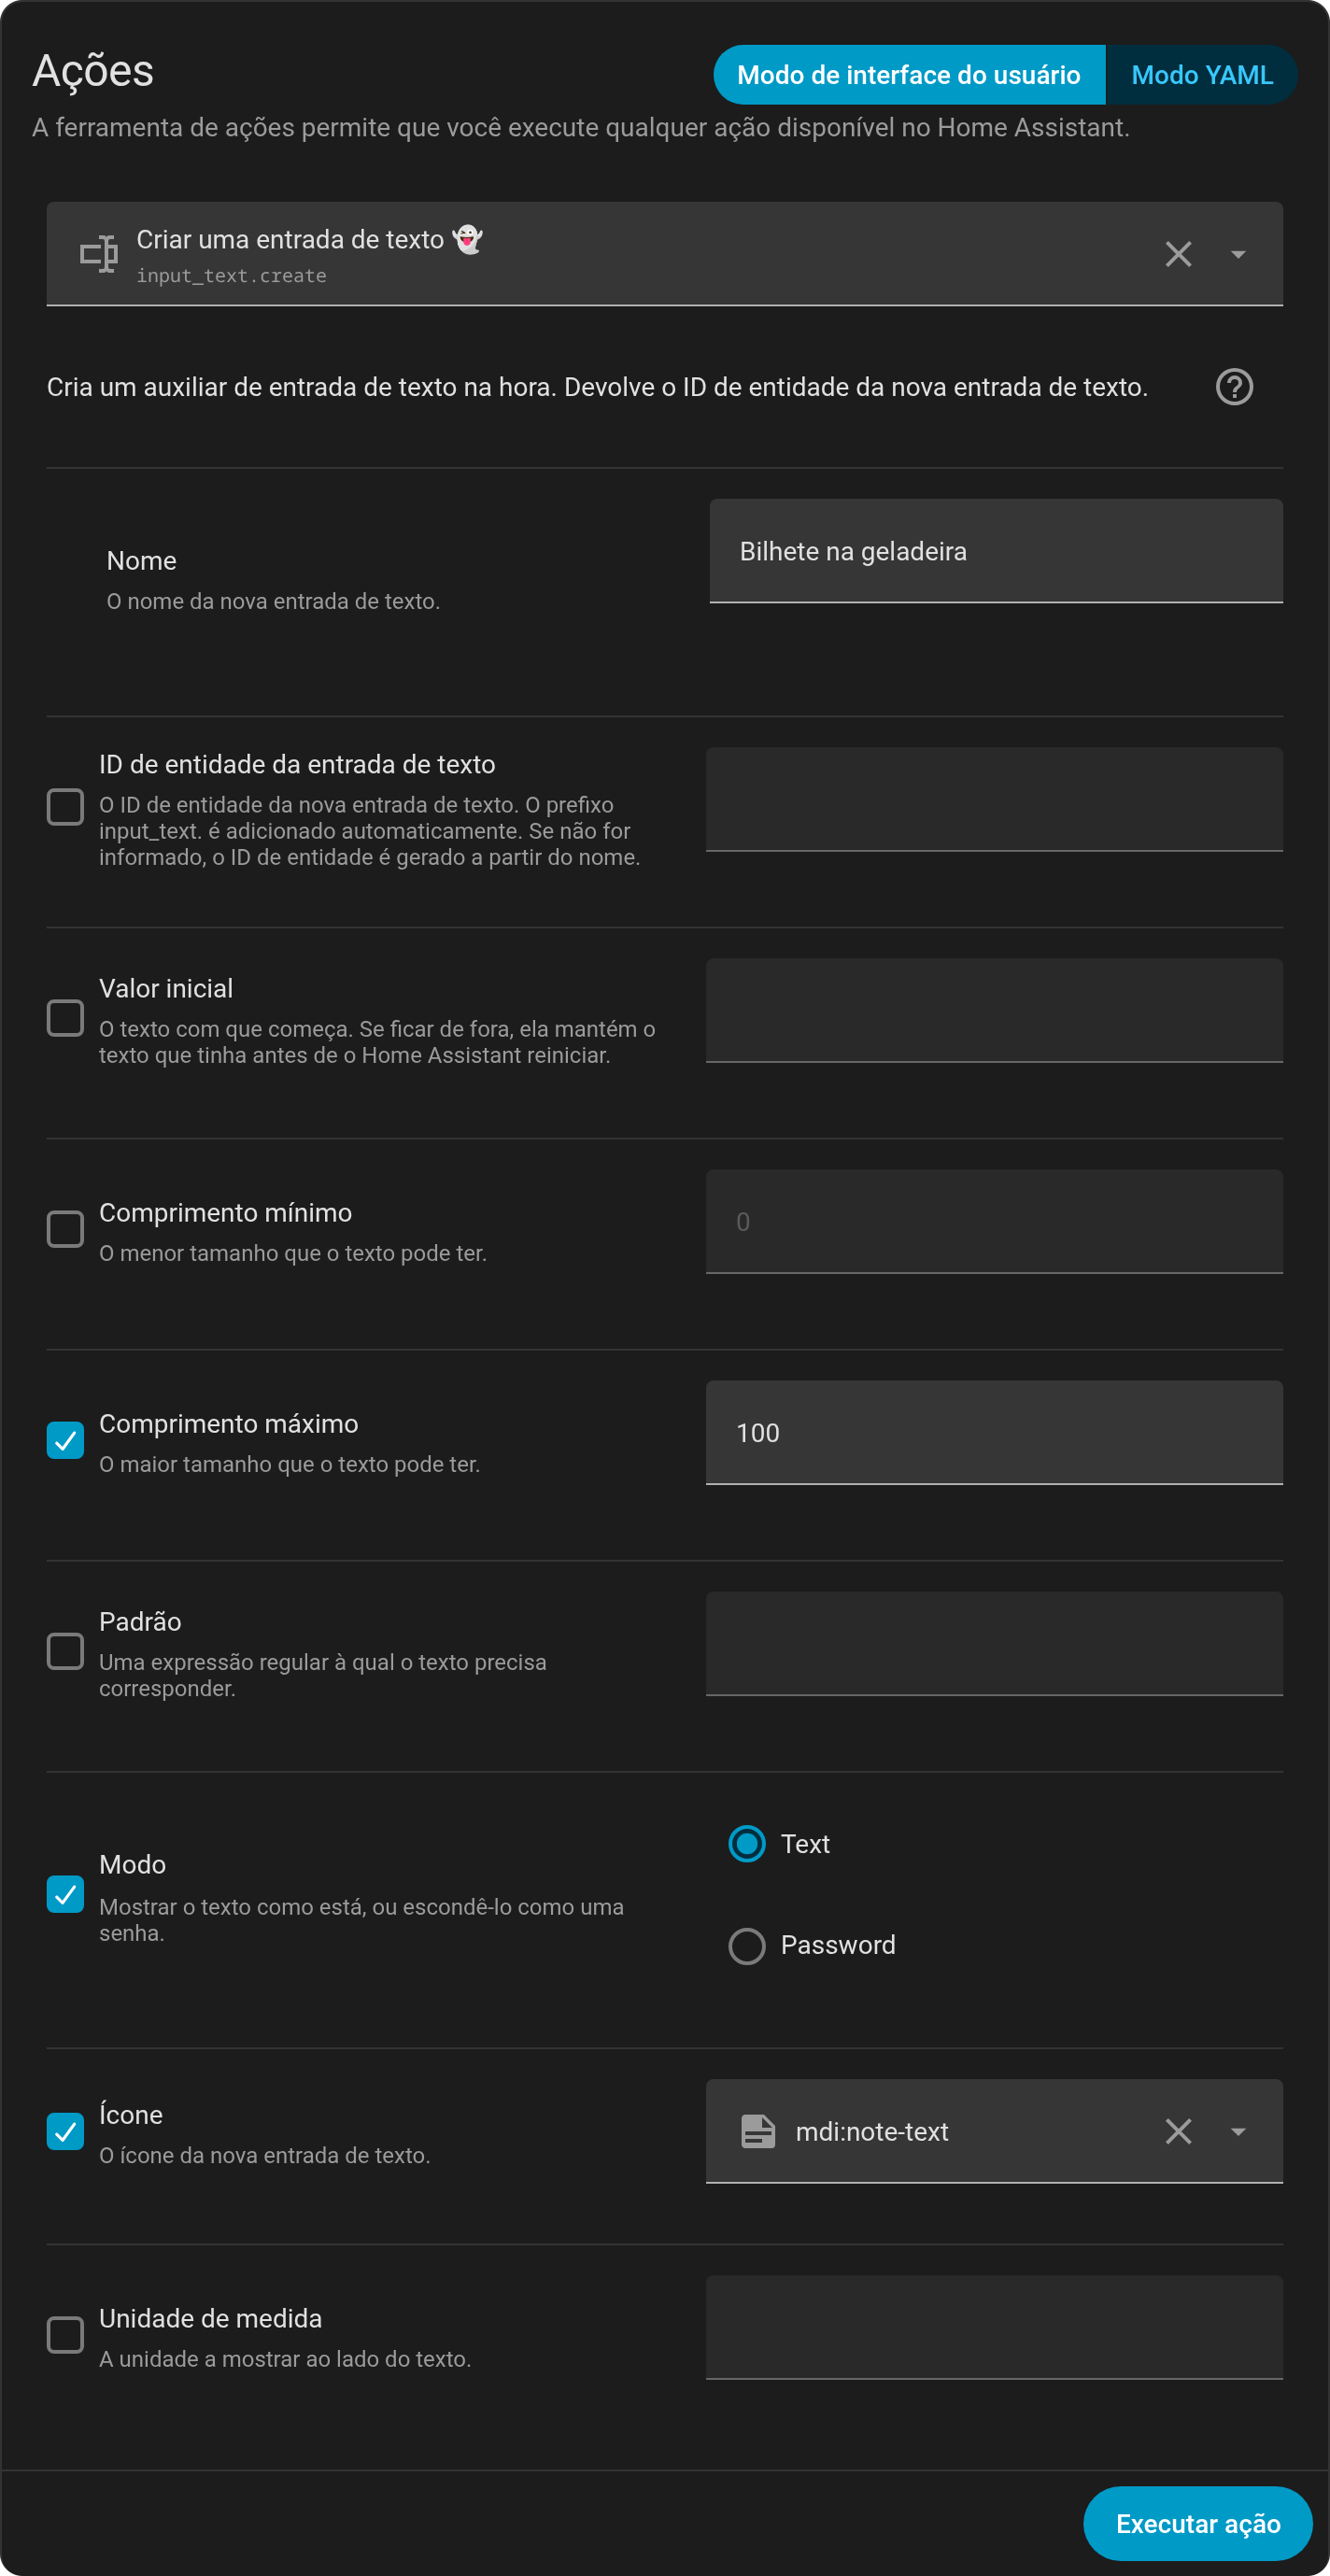 Ações
Modo de interface do usuário
Modo YAML
A ferramenta de ações permite que você execute qualquer ação disponível no Home Assistant.
Criar uma entrada de texto 👻
input_text.create
Cria um auxiliar de entrada de texto na hora. Devolve o ID de entidade da nova entrada de texto.
Nome
O nome da nova entrada de texto.
Bilhete na geladeira
ID de entidade da entrada de texto
O ID de entidade da nova entrada de texto. O prefixo
input_text. é adicionado automaticamente. Se não for
informado, o ID de entidade é gerado a partir do nome.
Valor inicial
O texto com que começa. Se ficar de fora, ela mantém o
texto que tinha antes de o Home Assistant reiniciar.
Comprimento mínimo
O menor tamanho que o texto pode ter.
0
Comprimento máximo
O maior tamanho que o texto pode ter.
100
Padrão
Uma expressão regular à qual o texto precisa
corresponder.
Modo
Mostrar o texto como está, ou escondê-lo como uma
senha.
Text
Password
Ícone
O ícone da nova entrada de texto.
mdi:note-text
Unidade de medida
A unidade a mostrar ao lado do texto.
Executar ação